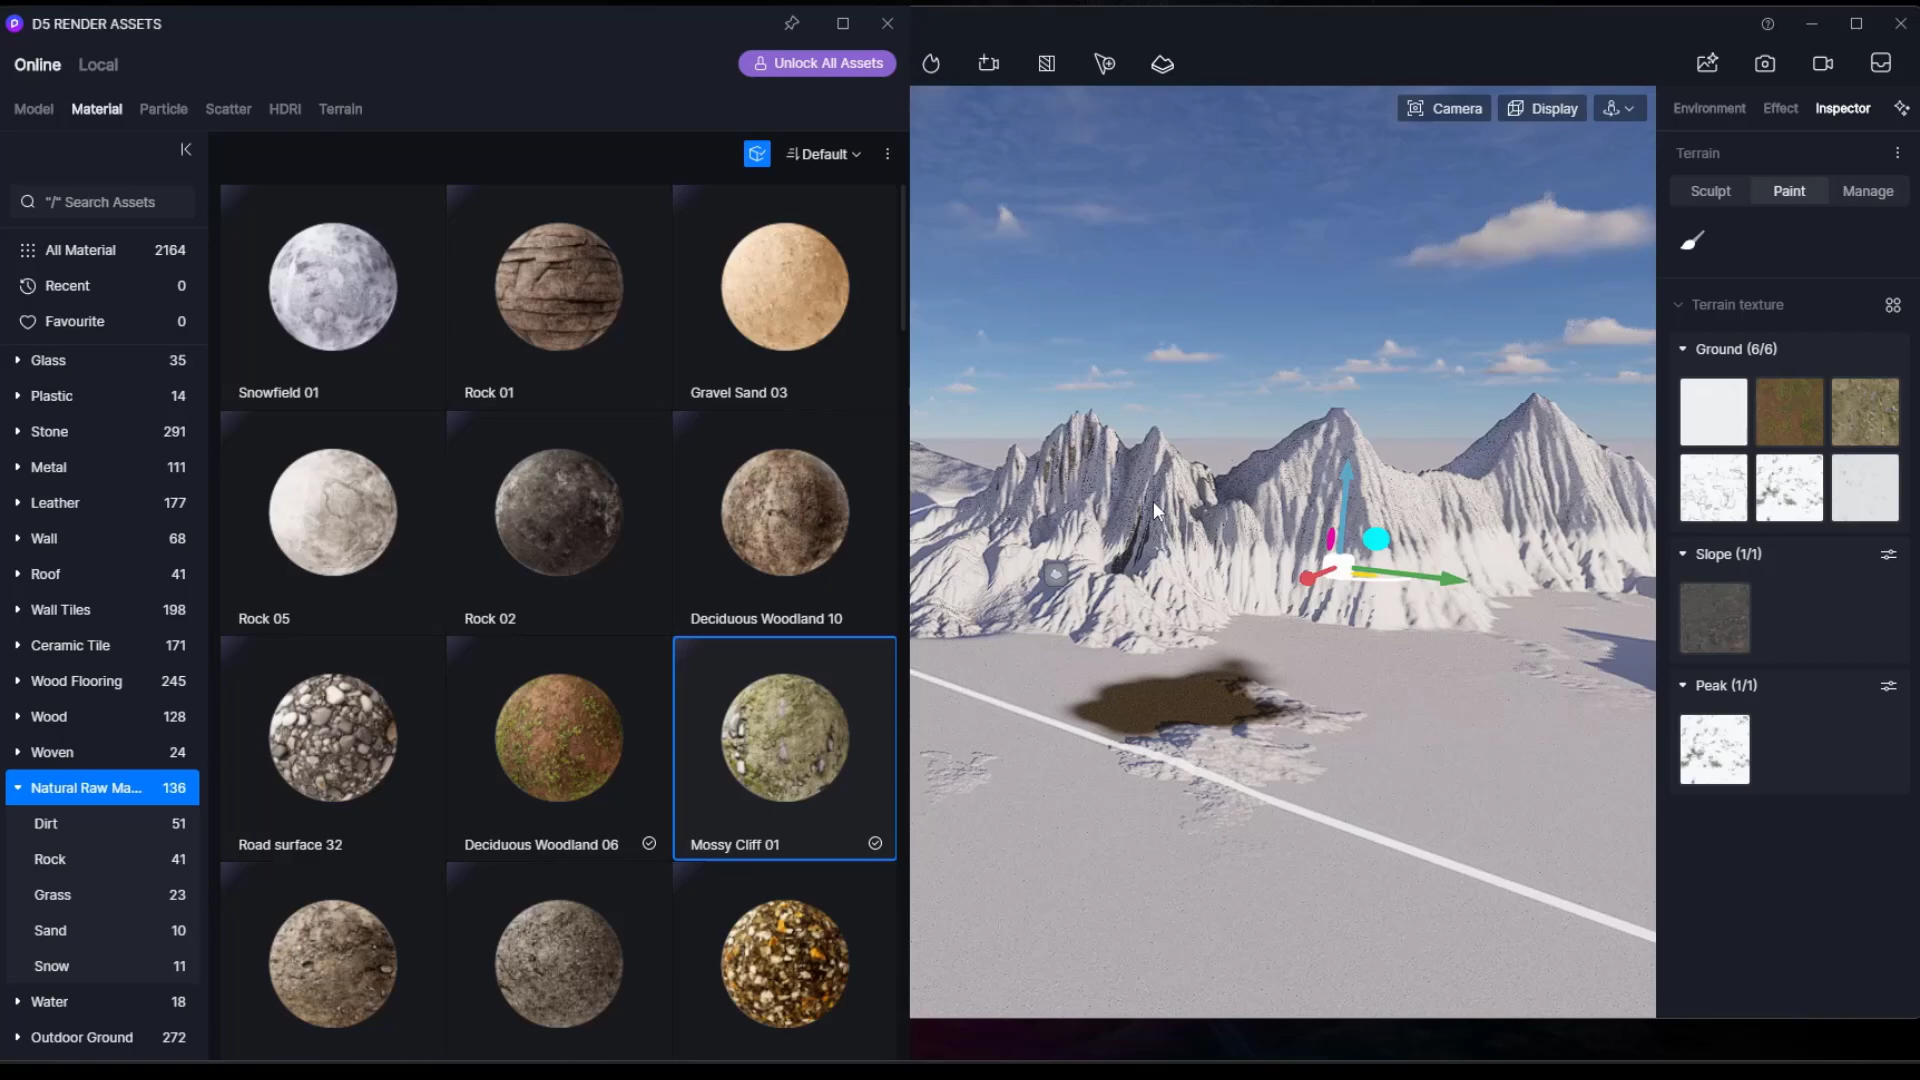 D5 RENDER ASSETS
Online Local
Unlock All Assets
Model Material Particle Scatter HDRI Terrain
Default
"/" Search Assets
All Material 2164
Recent 0
Favourite 0
Glass 35
Plastic 14
Stone 291
Metal 111
Leather 177
Wall 68
Roof 41
Wall Tiles 198
Ceramic Tile 171
Wood Flooring 245
Wood 128
Woven 24
Natural Raw Ma... 136
Dirt 51
Rock 41
Grass 23
Sand 10
Snow 11
Water 18
Outdoor Ground 272
Snowfield 01
Rock 01
Gravel Sand 03
Rock 05
Rock 02
Deciduous Woodland 10
Road surface 32
Deciduous Woodland 06
Mossy Cliff 01
Camera
Display
Environment Effect Inspector
Terrain
Sculpt Paint Manage
Terrain texture
Ground (6/6)
Slope (1/1)
Peak (1/1)